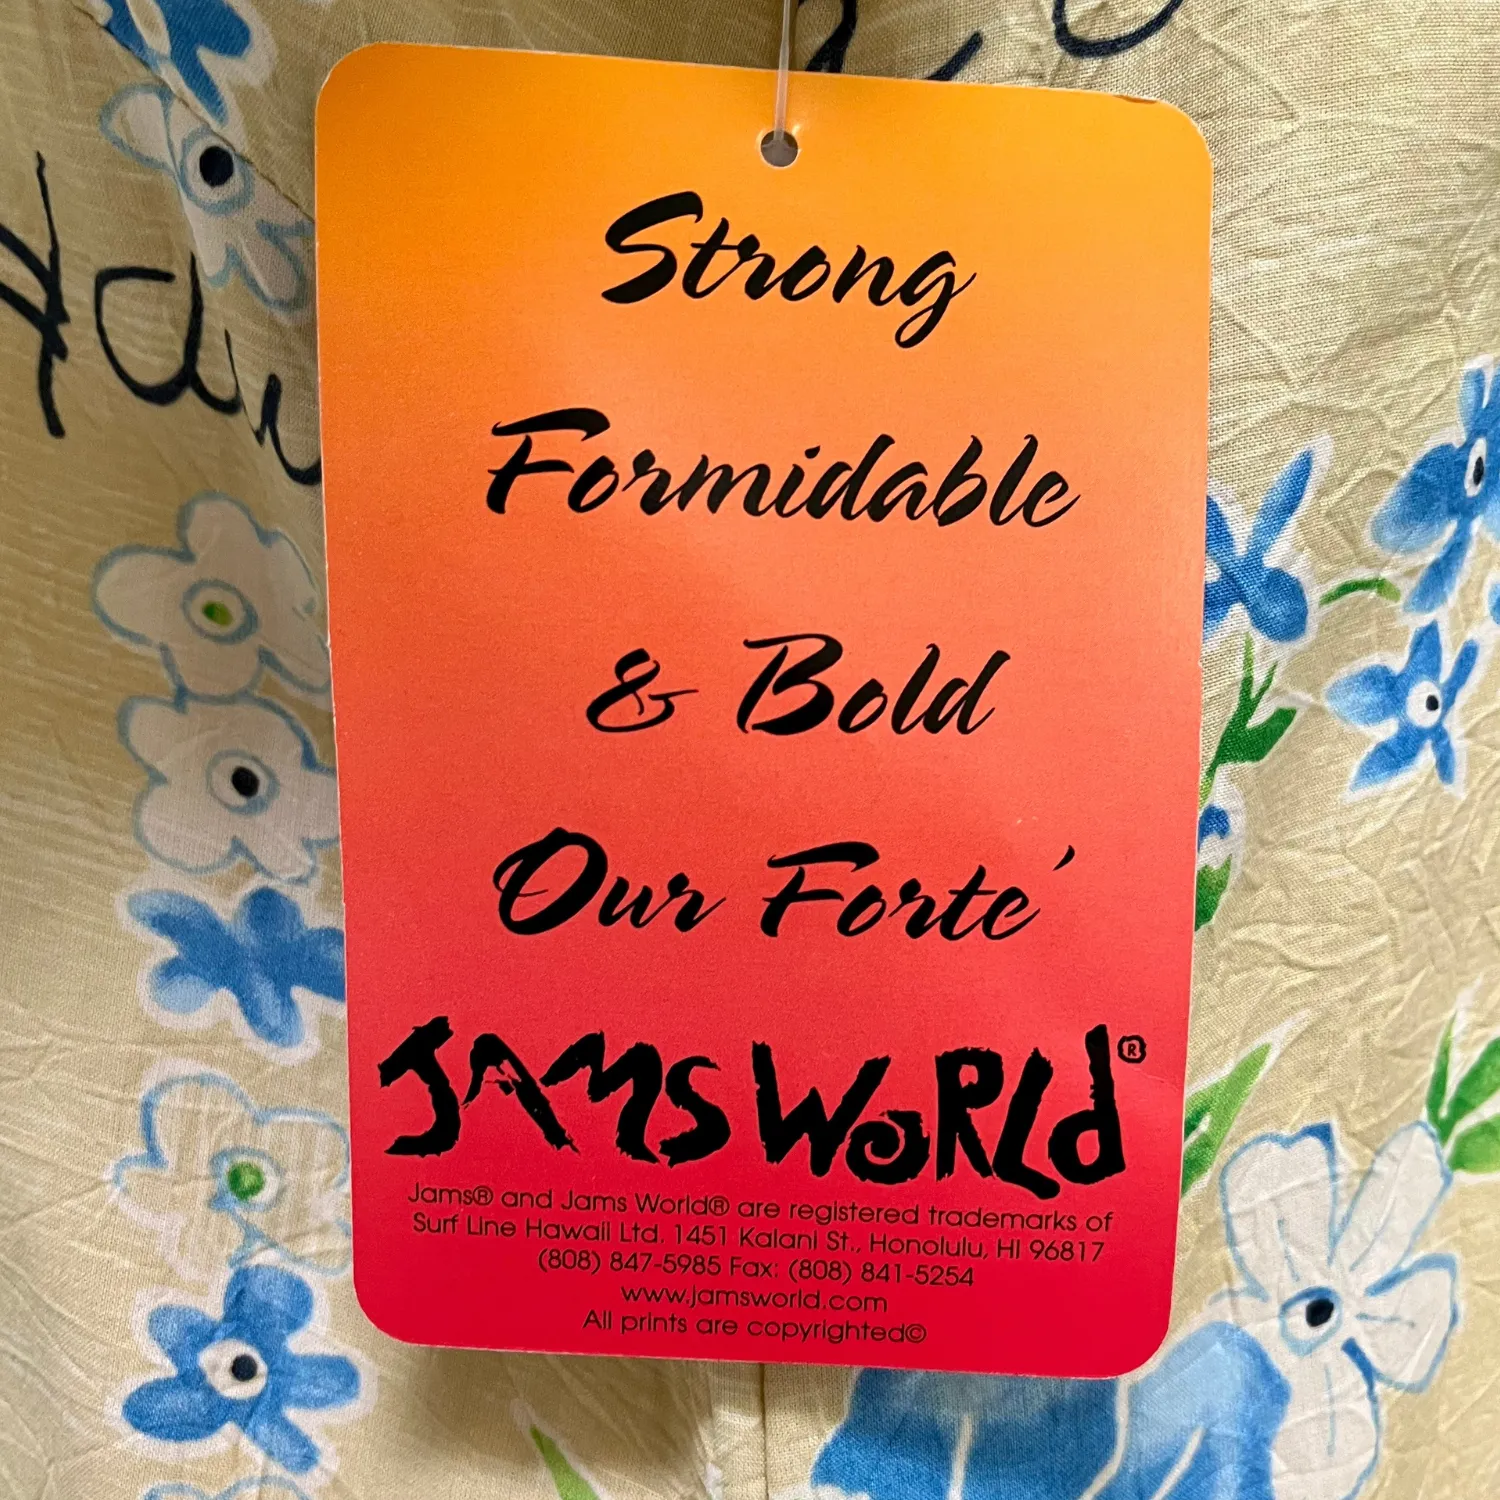 Strong
Formidable
& Bold
Our Forte´
JAMS WORLd®
Jams® and Jams World® are registered trademarks of
Surf Line Hawaii Ltd. 1451 Kalani St., Honolulu, HI 96817
(808) 847-5985 Fax: (808) 841-5254
www.jamsworld.com
All prints are copyrighted©